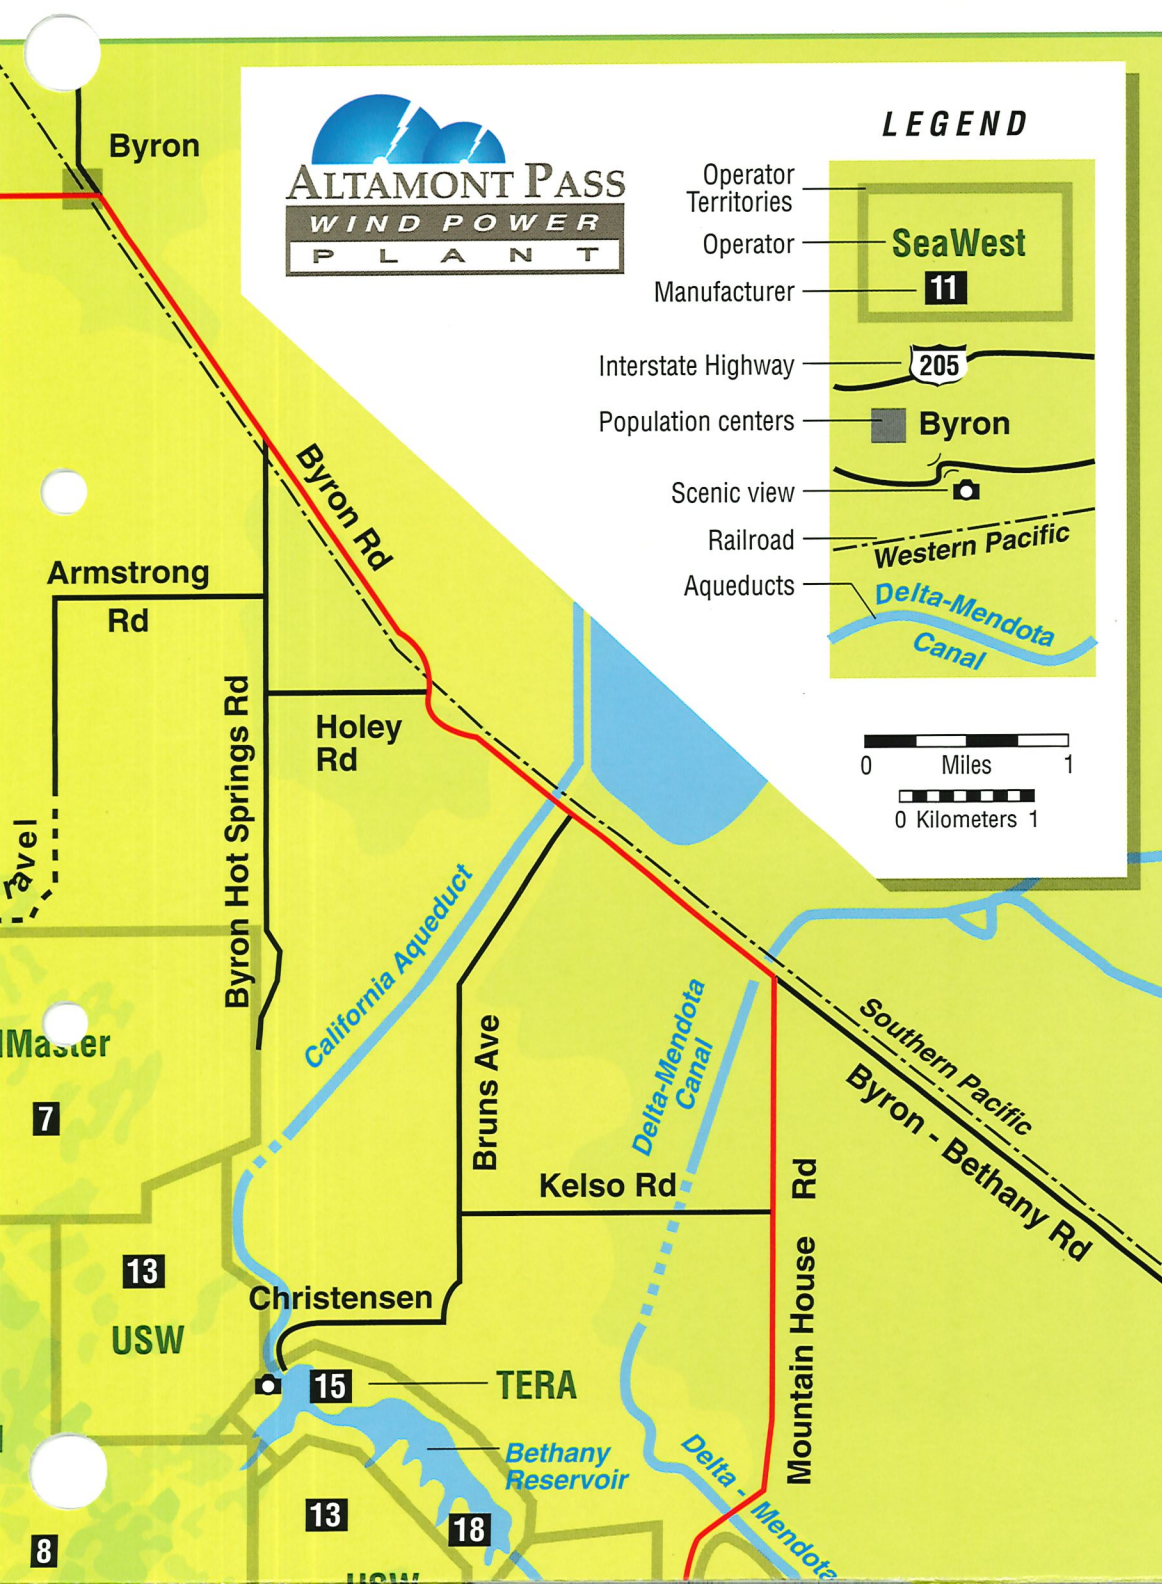 Byron
ALTAMONT PASS
WIND POWER
PLANT
LEGEND
Operator
Territories
Operator
SeaWest
Manufacturer
11
Interstate Highway
205
Population centers
Byron
Scenic view
Railroad
Western Pacific
Aqueducts
Delta-Mendota
Canal
0 Miles 1
0 Kilometers 1
Byron Rd
Armstrong
Rd
Byron Hot Springs Rd
Holey
Rd
avel
California Aqueduct
Bruns Ave
Delta-Mendota
Canal
Southern Pacific
Byron - Bethany Rd
Master
7
Kelso Rd
Mountain House Rd
13
USW
Christensen
15
TERA
Bethany
Reservoir
Delta - Mendota
13
18
8
USW